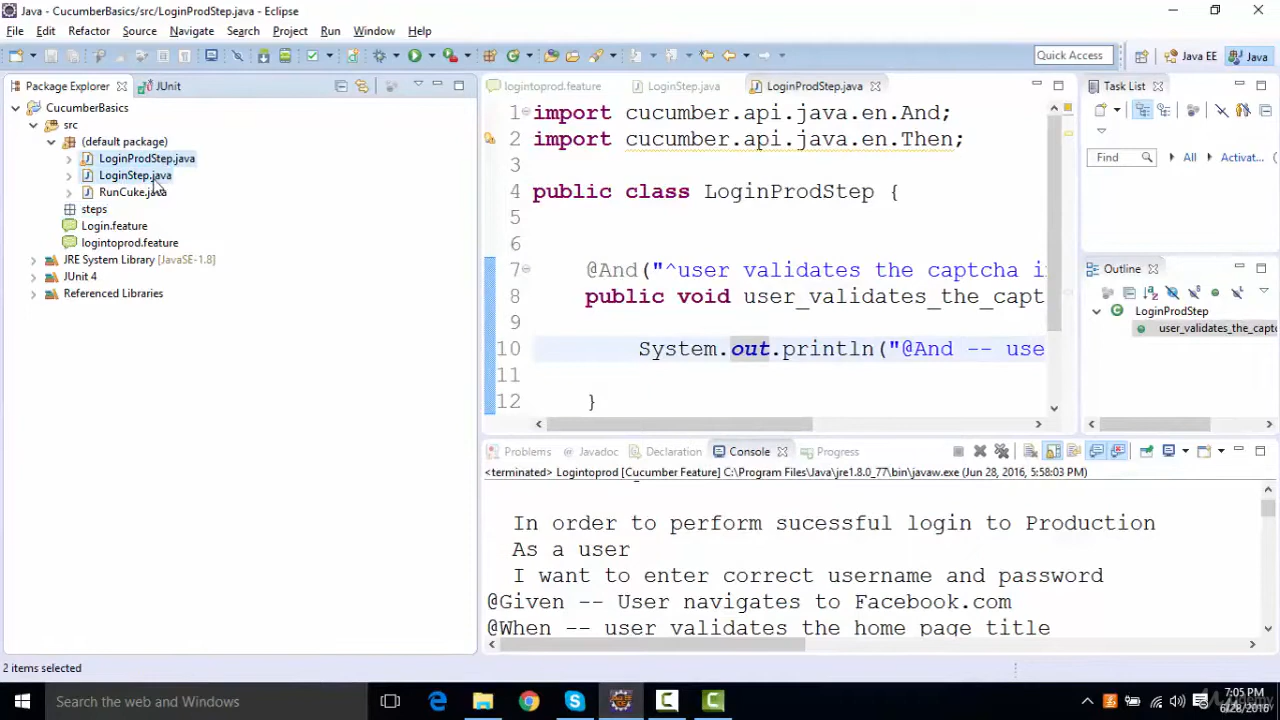 Java - CucumberBasics/src/LoginProdStep.java - Eclipse
File Edit Refactor Source Navigate Search Project Run Window Help
Quick Access
Java EE
Java
Package Explorer
JUnit
logintoprod.feature
LoginStep.java
LoginProdStep.java
Task List
CucumberBasics
src
(default package)
LoginProdStep.java
LoginStep.java
RunCuke.java
steps
Login.feature
logintoprod.feature
JRE System Library [JavaSE-1.8]
JUnit 4
Referenced Libraries
1 import cucumber.api.java.en.And;
2 import cucumber.api.java.en.Then;
3
4 public class LoginProdStep {
5
6
7 @And("^user validates the captcha i
8 public void user_validates_the_capt
9
10 System.out.println("@And -- use
11
12 }
Find
All
Activat...
Outline
LoginProdStep
user_validates_the_captc
Problems
Javadoc
Declaration
Console
Progress
<terminated> Logintoprod [Cucumber Feature] C:\Program Files\Java\jre1.8.0_77\bin\javaw.exe (Jun 28, 2016, 5:58:03 PM)
In order to perform sucessful login to Production
As a user
I want to enter correct username and password
@Given -- User navigates to Facebook.com
@When -- user validates the home page title
2 items selected
Search the web and Windows
7:05 PM
6/28/2016